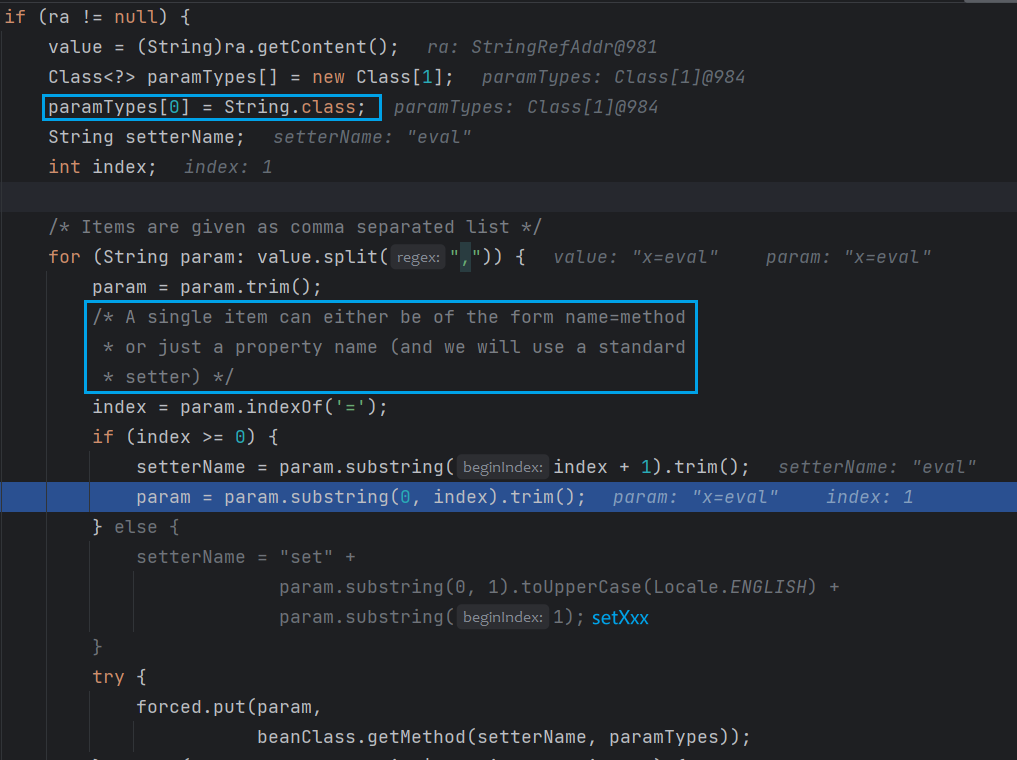 if (ra != null) {
value = (String)ra.getContent(); ra: StringRefAddr@981
Class<?> paramTypes[] = new Class[1]; paramTypes: Class[1]@984
paramTypes[0] = String.class; paramTypes: Class[1]@984
String setterName; setterName: "eval"
int index; index: 1
/* Items are given as comma separated list */
for (String param: value.split( regex: ",")) { value: "x=eval" param: "x=eval"
param = param.trim();
/* A single item can either be of the form name=method
* or just a property name (and we will use a standard
* setter) */
index = param.indexOf('=');
if (index >= 0) {
setterName = param.substring( beginIndex: index + 1).trim(); setterName: "eval"
param = param.substring(0, index).trim(); param: "x=eval" index: 1
} else {
setterName = "set" +
param.substring(0, 1).toUpperCase(Locale.ENGLISH) +
param.substring( beginIndex: 1); setXxx
}
try {
forced.put(param,
beanClass.getMethod(setterName, paramTypes));